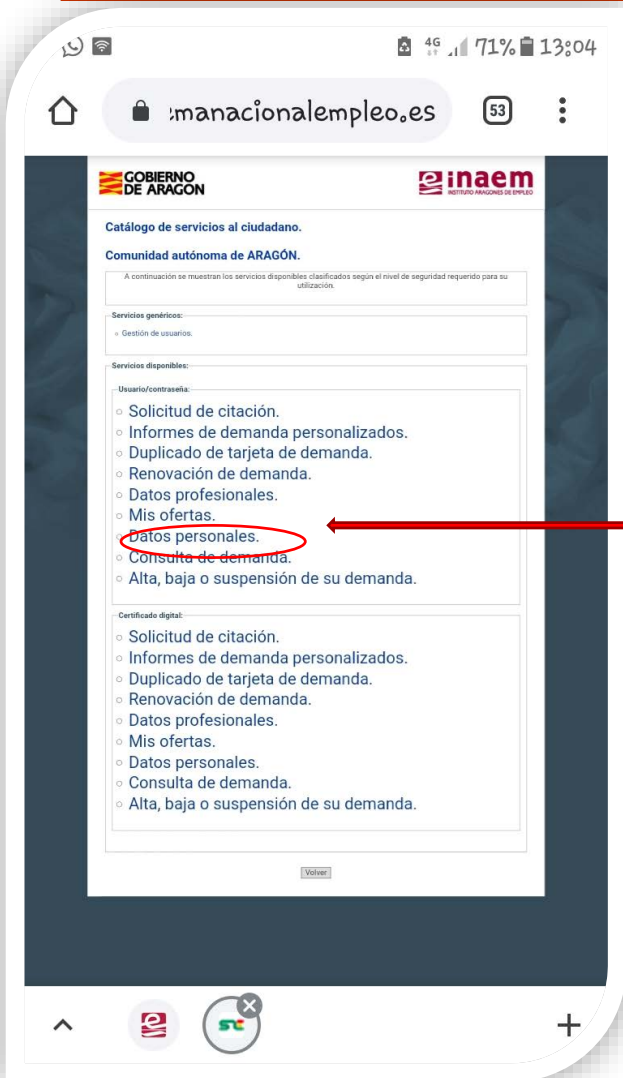 4G 71% 13:04
:manacionalempleo.es 53
GOBIERNO
DE ARAGON
inaem
INSTITUTO ARAGONES DE EMPLEO
Catálogo de servicios al ciudadano.
Comunidad autónoma de ARAGÓN.
A continuación se muestran los servicios disponibles clasificados según el nivel de seguridad requerido para su
utilización.
Servicios genéricos:
Gestión de usuarios.
Servicios disponibles:
Usuario/contraseña:
Solicitud de citación.
Informes de demanda personalizados.
Duplicado de tarjeta de demanda.
Renovación de demanda.
Datos profesionales.
Mis ofertas.
Datos personales.
Consulta de demanda.
Alta, baja o suspensión de su demanda.
Certificado digital:
Solicitud de citación.
Informes de demanda personalizados.
Duplicado de tarjeta de demanda.
Renovación de demanda.
Datos profesionales.
Mis ofertas.
Datos personales.
Consulta de demanda.
Alta, baja o suspensión de su demanda.
Volver